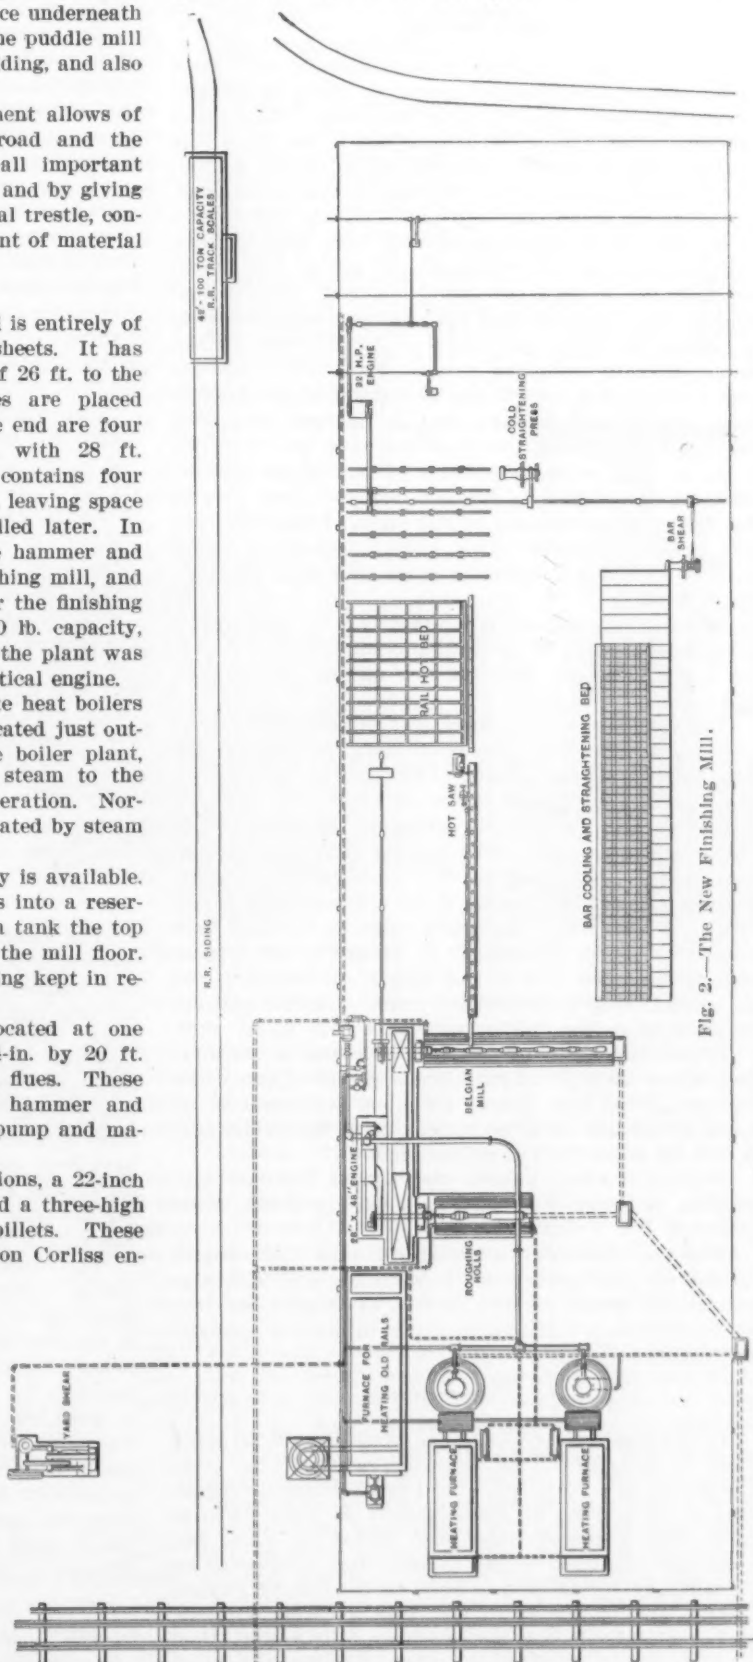 ce underneath
ne puddle mill
ding, and also
ent allows of
road and the
all important
and by giving
al trestle, con-
nt of material
l is entirely of
sheets. It has
f 26 ft. to the
es are placed
e end are four
with 28 ft.
contains four
leaving space
lled later. In
hammer and
hing mill, and
r the finishing
0 lb. capacity,
the plant was
tical engine.
te heat boilers
cated just out-
e boiler plant,
steam to the
eration. Nor-
ated by steam
y is available.
s into a reser-
n tank the top
the mill floor.
ng kept in re-
ocated at one
-in. by 20 ft.
flues. These
hammer and
pump and ma-
ions, a 22-inch
d a three-high
billets. These
on Corliss en-
100 TON CAPACITY
R.R. TRACK SCALES
R.R. SIDING
YARD SHEAR
ENGINE
COLD
STRAIGHTENING
PRESS
BAR
SHEAR
RAIL HOT BED
HOT SAW
BAR COOLING AND STRAIGHTENING BED
BELGIAN
MILL
28" X 48" ENGINE
ROUGHING
ROLLS
FURNACE FOR
HEATING OLD RAILS
HEATING FURNACE
HEATING FURNACE
Fig. 2.—The New Finishing Mill.